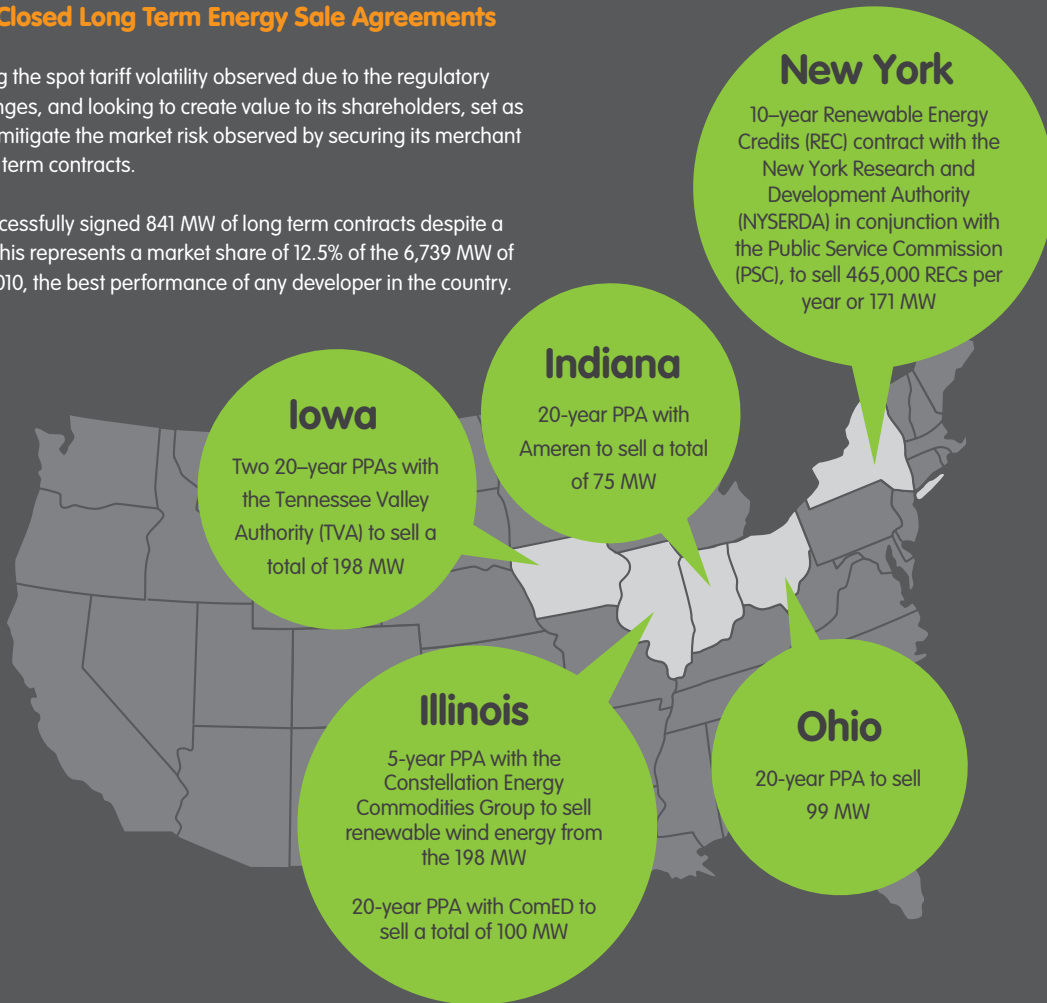 Closed Long Term Energy Sale Agreements
g the spot tariff volatility observed due to the regulatory
nges, and looking to create value to its shareholders, set as
mitigate the market risk observed by securing its merchant
term contracts.
cessfully signed 841 MW of long term contracts despite a
his represents a market share of 12.5% of the 6,739 MW of
010, the best performance of any developer in the country.
New York
10–year Renewable Energy
Credits (REC) contract with the
New York Research and
Development Authority
(NYSERDA) in conjunction with
the Public Service Commission
(PSC), to sell 465,000 RECs per
year or 171 MW
Indiana
20-year PPA with
Ameren to sell a total
of 75 MW
Iowa
Two 20–year PPAs with
the Tennessee Valley
Authority (TVA) to sell a
total of 198 MW
Illinois
5-year PPA with the
Constellation Energy
Commodities Group to sell
renewable wind energy from
the 198 MW
20-year PPA with ComED to
sell a total of 100 MW
Ohio
20-year PPA to sell
99 MW